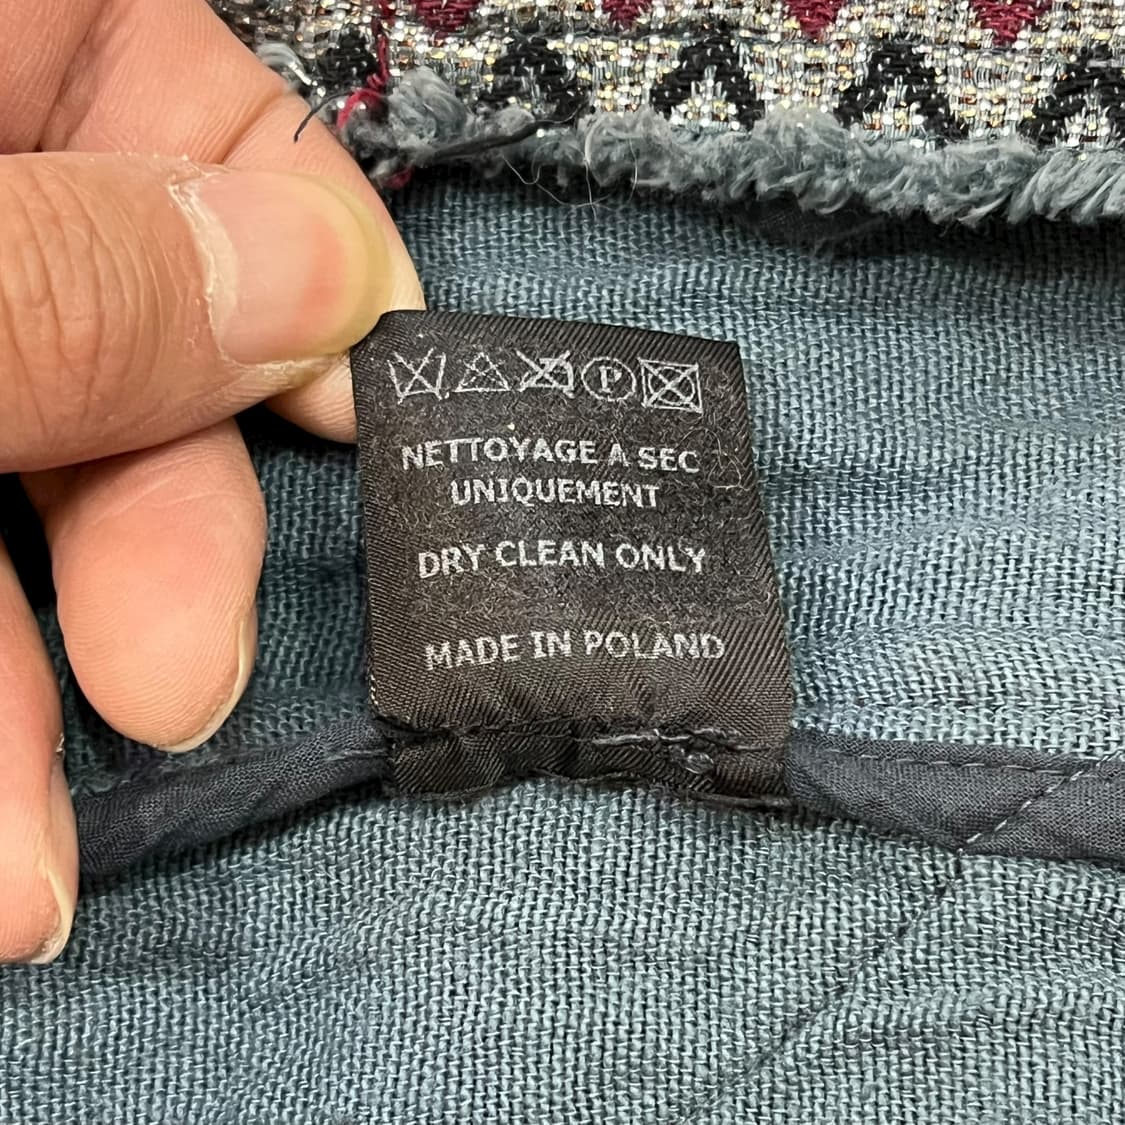 P
NETTOYAGE A SEC
UNIQUEMENT
DRY CLEAN ONLY
MADE IN POLAND